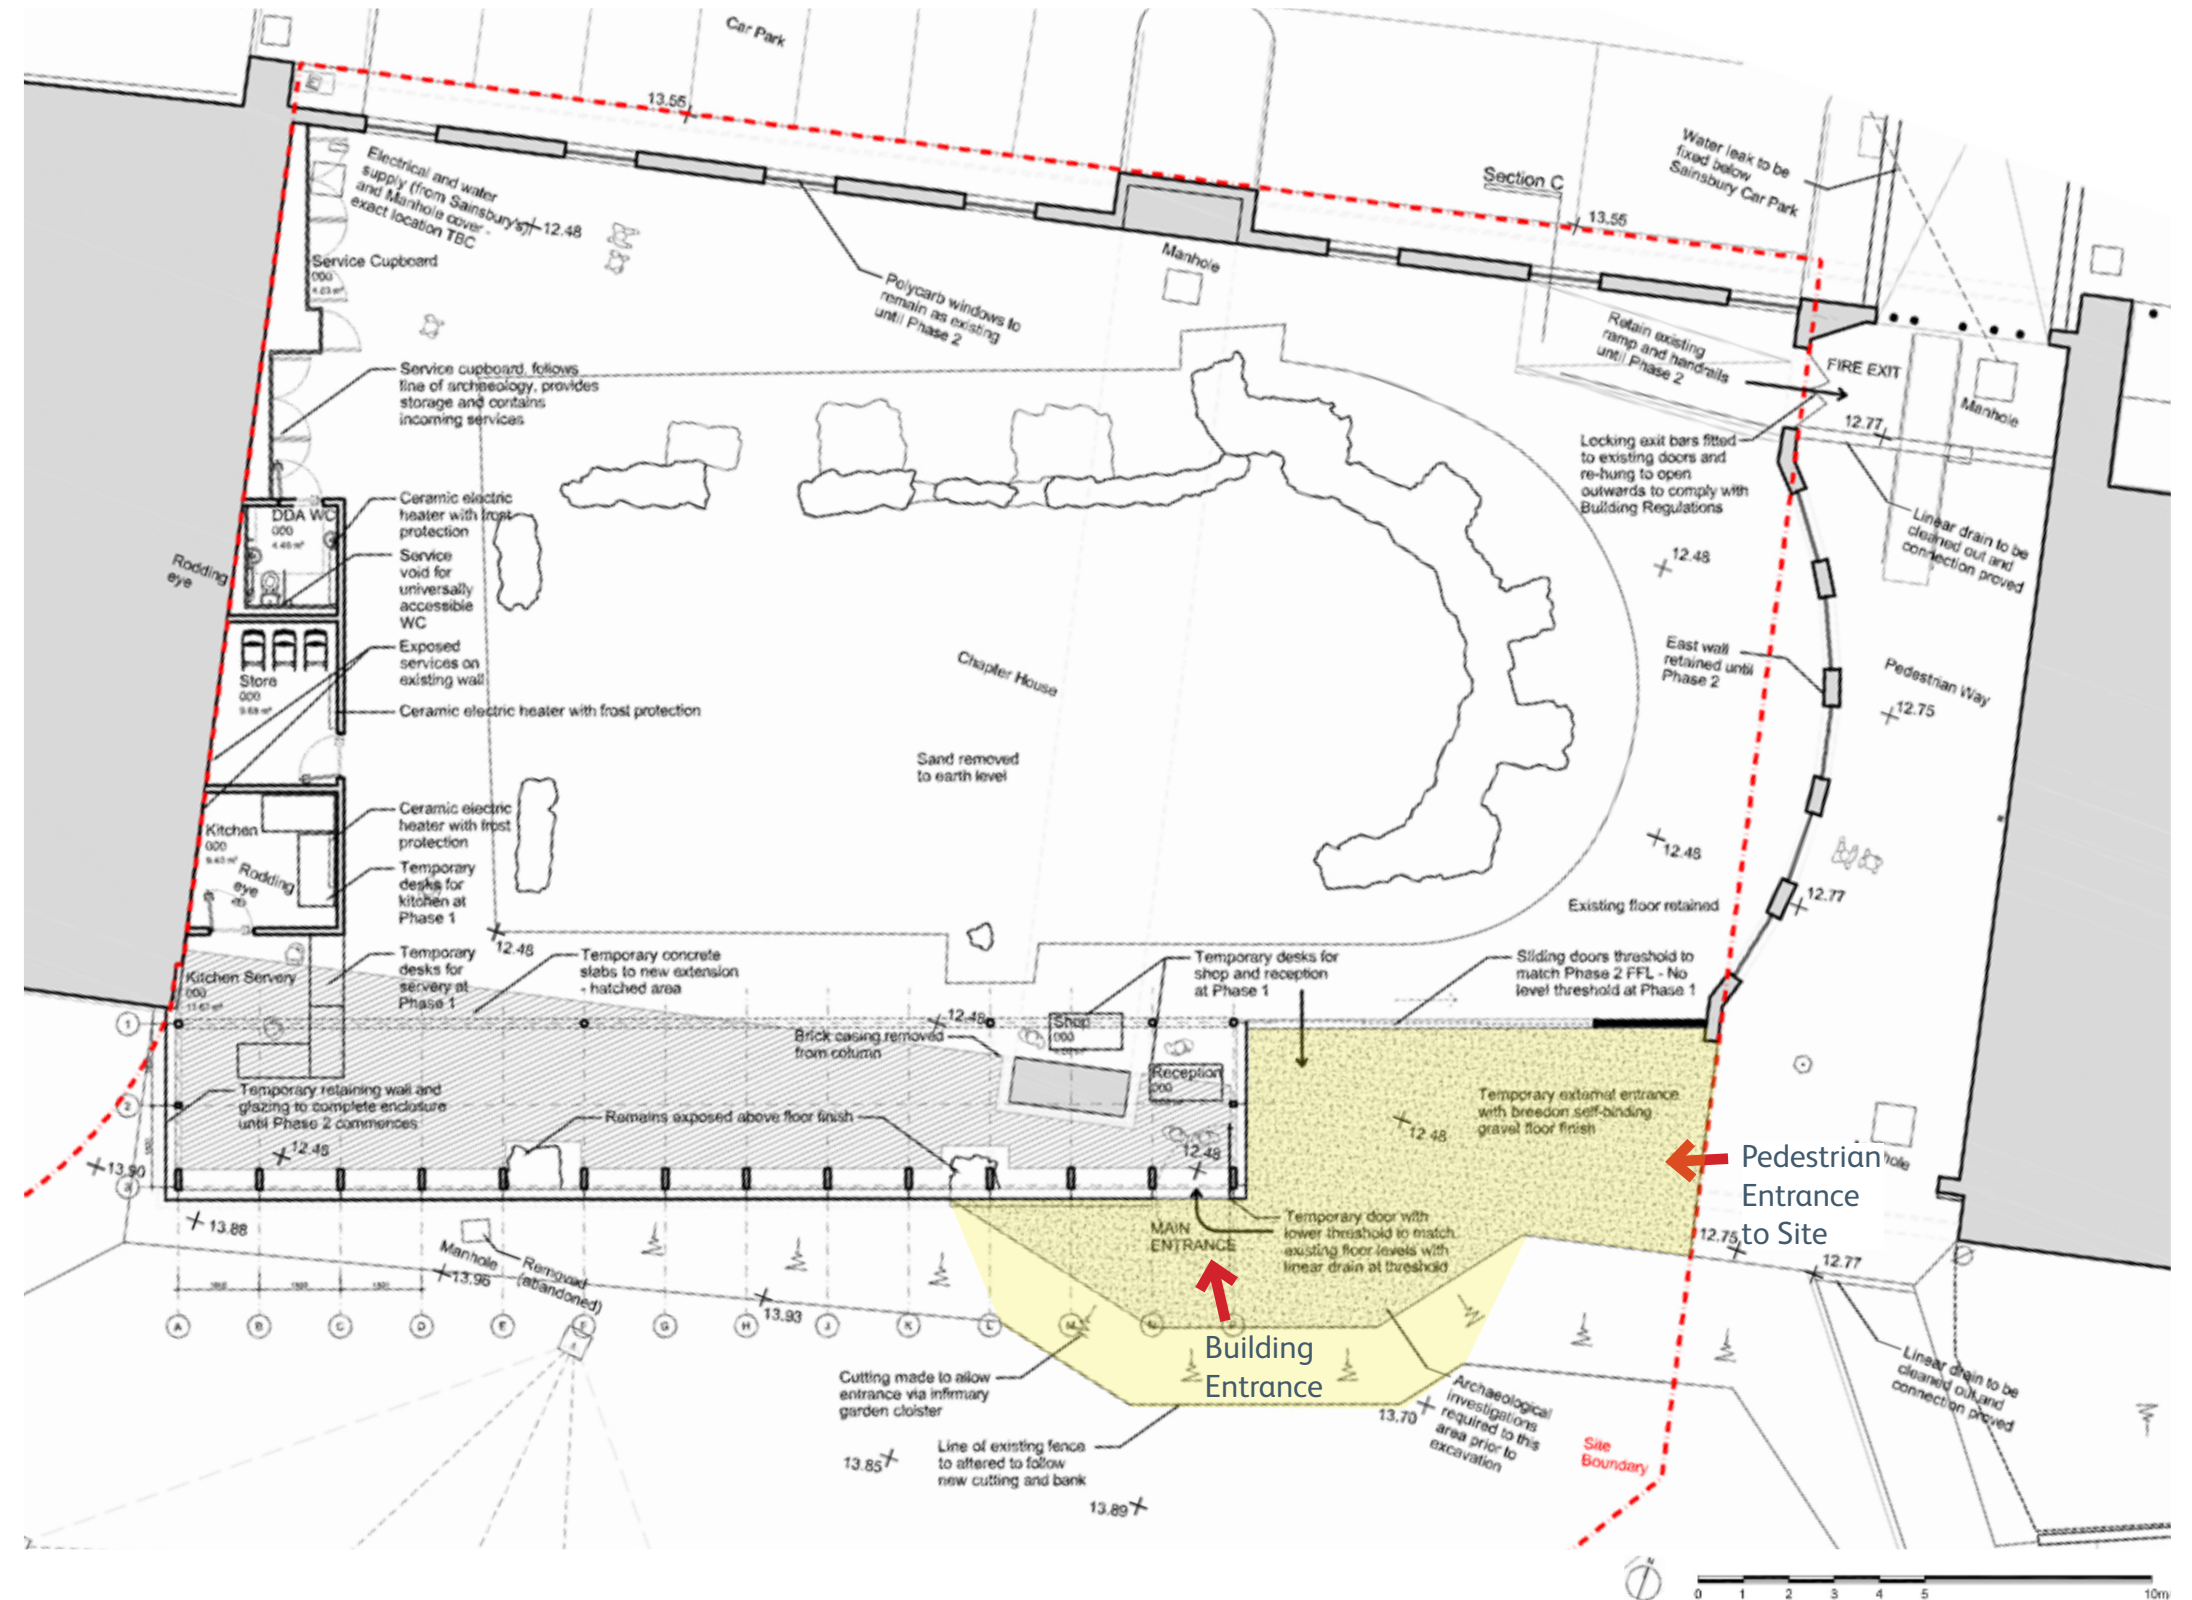 Car Park
13.55
Water leak to be
fixed below
Sainsbury Car Park
Section C
13.55
Electrical and water
supply (from Sainsbury's)
and Manhole cover -
exact location TBC
12.48
Service Cupboard
000
Manhole
Polycarb windows to
remain as existing
until Phase 2
Retain existing
ramp and handrails
until Phase 2
FIRE EXIT
Manhole
12.77
Service cupboard, follows
line of archaeology, provides
storage and contains
incoming services
Locking exit bars fitted
to existing doors and
re-hung to open
outwards to comply with
Building Regulations
Linear drain to be
cleaned out and
connection proved
Ceramic electric
heater with frost
protection
DDA WC
000
Service
void for
universally
accessible
WC
Rodding
eye
12.48
Exposed
services on
existing wall
Store
000
Chapter House
East wall
retained until
Phase 2
Pedestrian Way
12.75
Ceramic electric heater with frost protection
Sand removed
to earth level
Ceramic electric
heater with frost
protection
Kitchen
000
Rodding
eye
12.48
Temporary
desks for
kitchen at
Phase 1
Existing floor retained
12.77
12.48
Temporary
desks for
servery at
Phase 1
Temporary concrete
slabs to new extension
- hatched area
Temporary desks for
shop and reception
at Phase 1
Sliding doors threshold to
match Phase 2 FFL - No
level threshold at Phase 1
Kitchen Servery
000
1
12.48
Shop
000
Brick casing removed
from column
Reception
000
Temporary retaining wall and
glazing to complete enclosure
until Phase 2 commences
2
Remains exposed above floor finish
Temporary external entrance
with breedon self-binding
gravel floor finish
12.48
12.48
12.48
13.90
3
Pedestrian
Entrance
to Site
hole
13.88
Manhole
Removed
(abandoned)
13.96
13.93
MAIN
ENTRANCE
Temporary door with
lower threshold to match
existing floor levels with
linear drain at threshold
12.75
12.77
A
B
C
D
E
F
G
H
J
K
L
M
N
Building
Entrance
Cutting made to allow
entrance via infirmary
garden cloister
Archaeological
investigations
required to this
area prior to
excavation
13.70
Linear drain to be
cleaned out and
connection proved
Line of existing fence
to altered to follow
new cutting and bank
13.85
13.89
Site
Boundary
N
0 1 2 3 4 5 10m